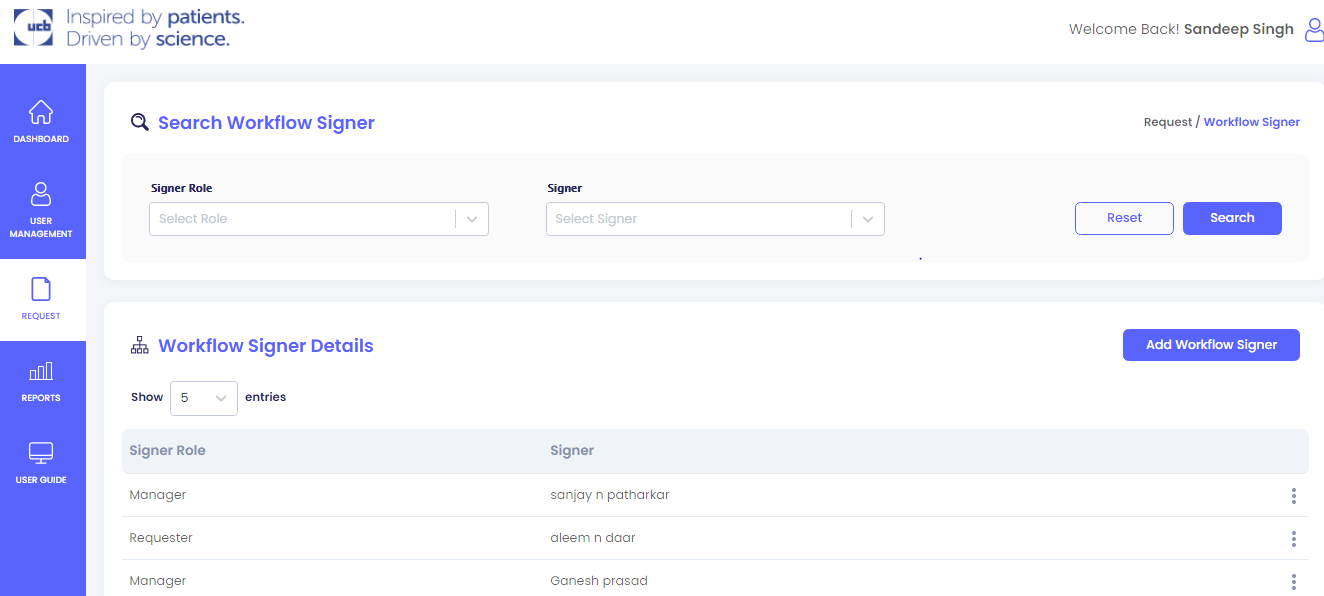 ucb
Inspired by patients.
Driven by science.
Welcome Back! Sandeep Singh
DASHBOARD
USER
MANAGEMENT
REQUEST
REPORTS
USER GUIDE
Search Workflow Signer
Request / Workflow Signer
Signer Role
Signer
Select Role
Select Signer
Reset
Search
Workflow Signer Details
Add Workflow Signer
Show 5 entries
Signer Role Signer
Manager sanjay n patharkar
Requester aleem n daar
Manager Ganesh prasad